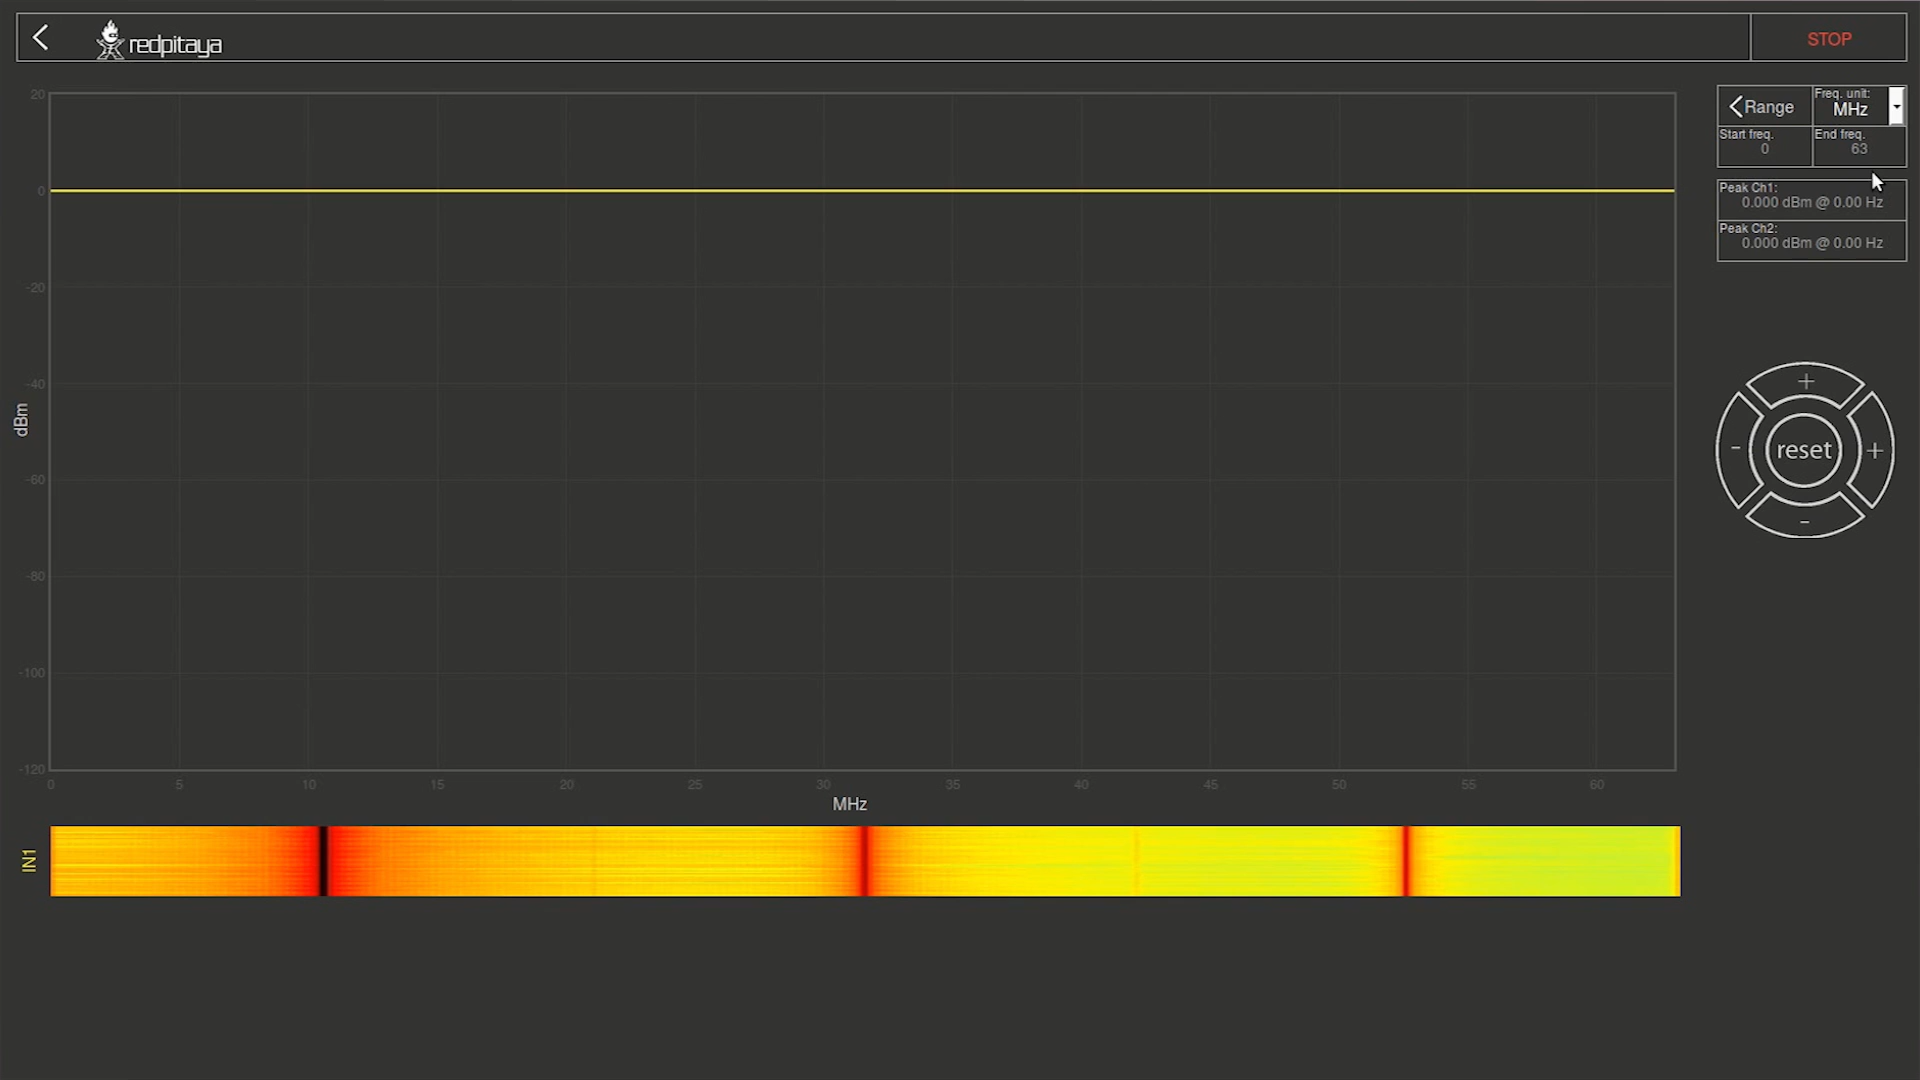 redpitaya
STOP
Range
Freq. unit:
MHz
Start freq.
0
End freq.
63
Peak Ch1:
0.000 dBm @ 0.00 Hz
Peak Ch2:
0.000 dBm @ 0.00 Hz
+
-
reset
+
-
20
0
-20
-40
-60
-80
-100
-120
dBm
0 5 10 15 20 25 30 35 40 45 50 55 60
MHz
IN1